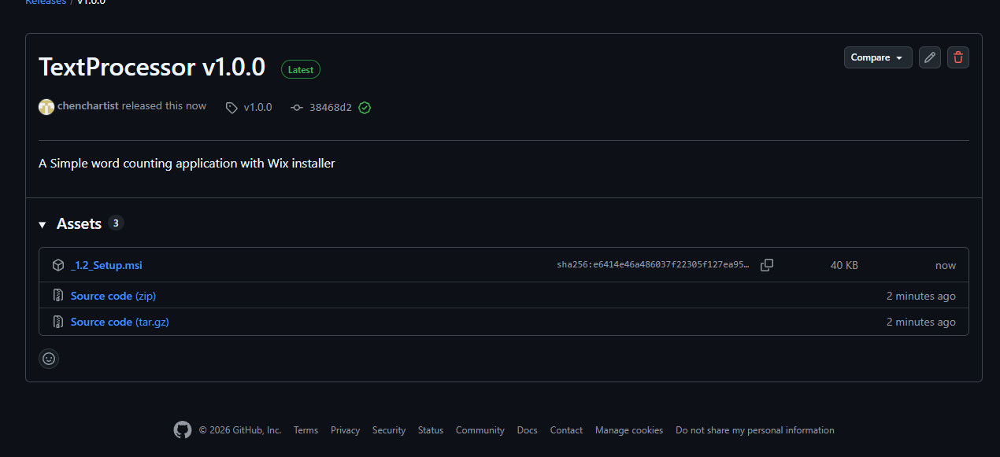 Releases / v1.0.0
TextProcessor v1.0.0 Latest Compare
chenchartist released this now v1.0.0 38468d2
A Simple word counting application with Wix installer
Assets 3
_1.2_Setup.msi sha256:e6414e46a486037f22305f127ea95… 40 KB now
Source code (zip) 2 minutes ago
Source code (tar.gz) 2 minutes ago
© 2026 GitHub, Inc. Terms Privacy Security Status Community Docs Contact Manage cookies Do not share my personal information